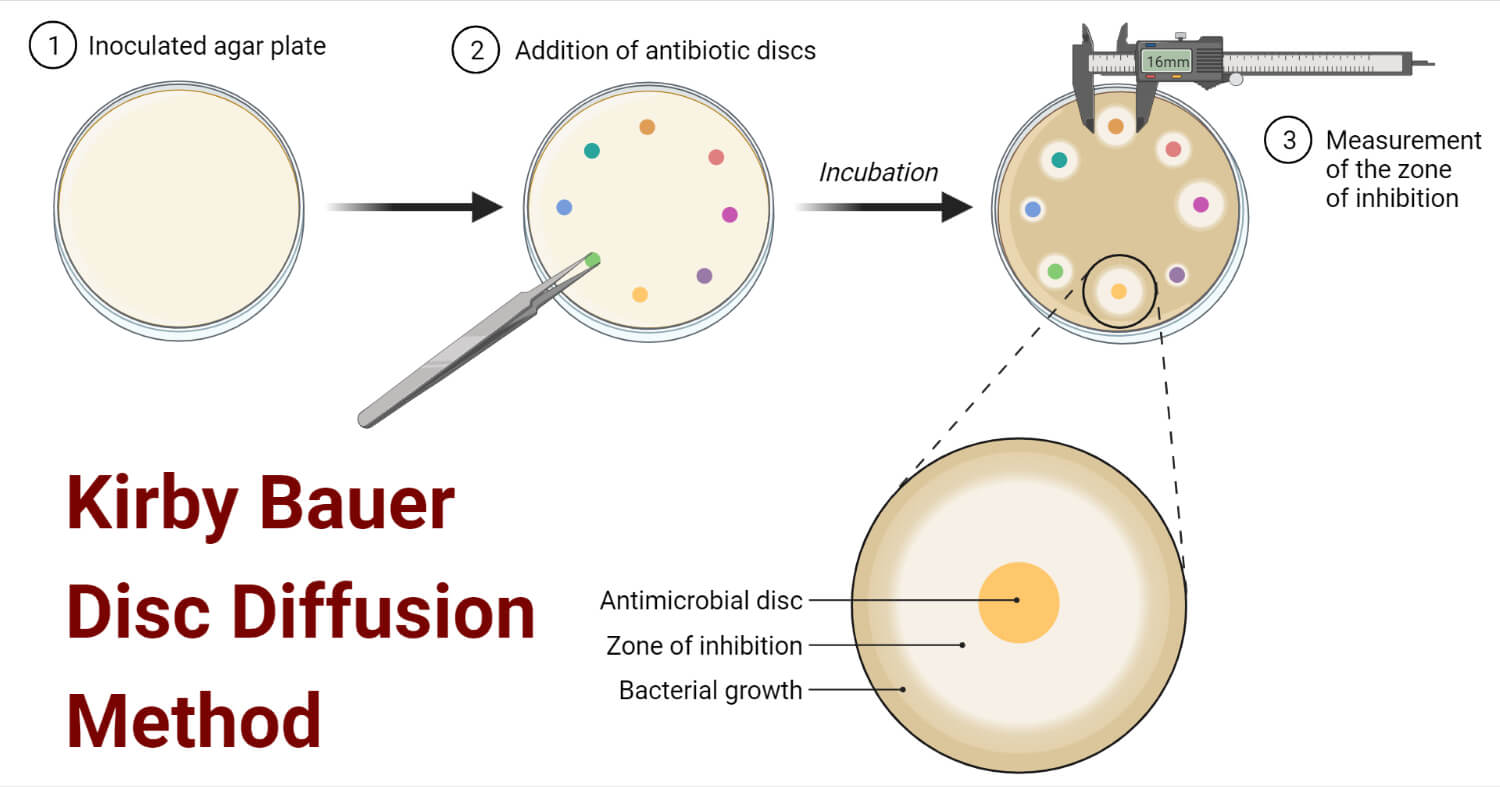 1 Inoculated agar plate
2 Addition of antibiotic discs
16mm
Incubation
3 Measurement
of the zone
of inhibition
Kirby Bauer
Disc Diffusion
Method
Antimicrobial disc
Zone of inhibition
Bacterial growth